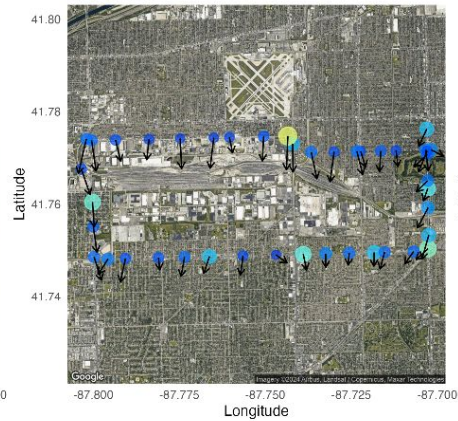 41.80
41.78
41.76
41.74
Latitude
Google
Imagery ©2024 Airbus, Landsat / Copernicus, Maxar Technologies
0
-87.800
-87.775
-87.750
-87.725
-87.700
Longitude